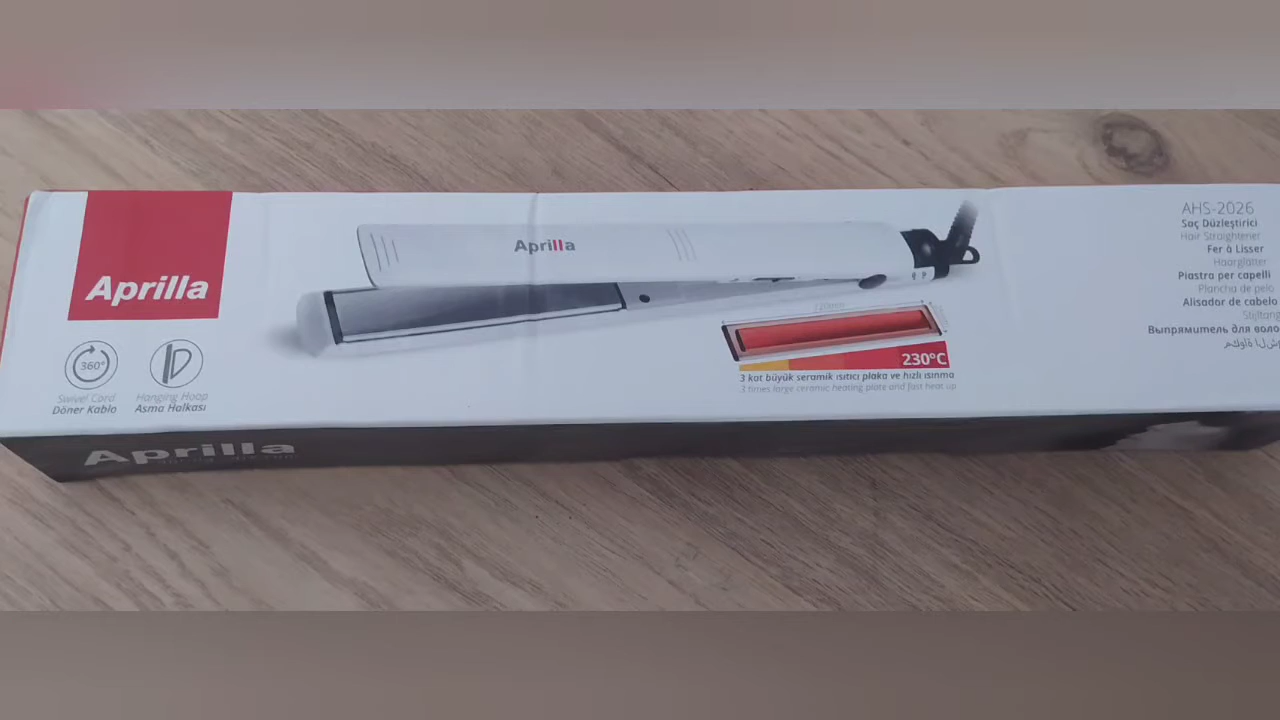 Aprilla
Aprilla
360°
Swivel Cord
Döner Kablo
Hanging Hoop
Asma Halkası
120mm
230°C
3 kat büyük seramik ısıtıcı plaka ve hızlı ısınma
3 times large ceramic heating plate and fast heat up
AHS-2026
Saç Düzleştirici
Hair Straightener
Fer à Lisser
Haarglätter
Piastra per capelli
Plancha de pelo
Alisador de cabelo
Stijltang
Выпрямитель для воло
Aprilla